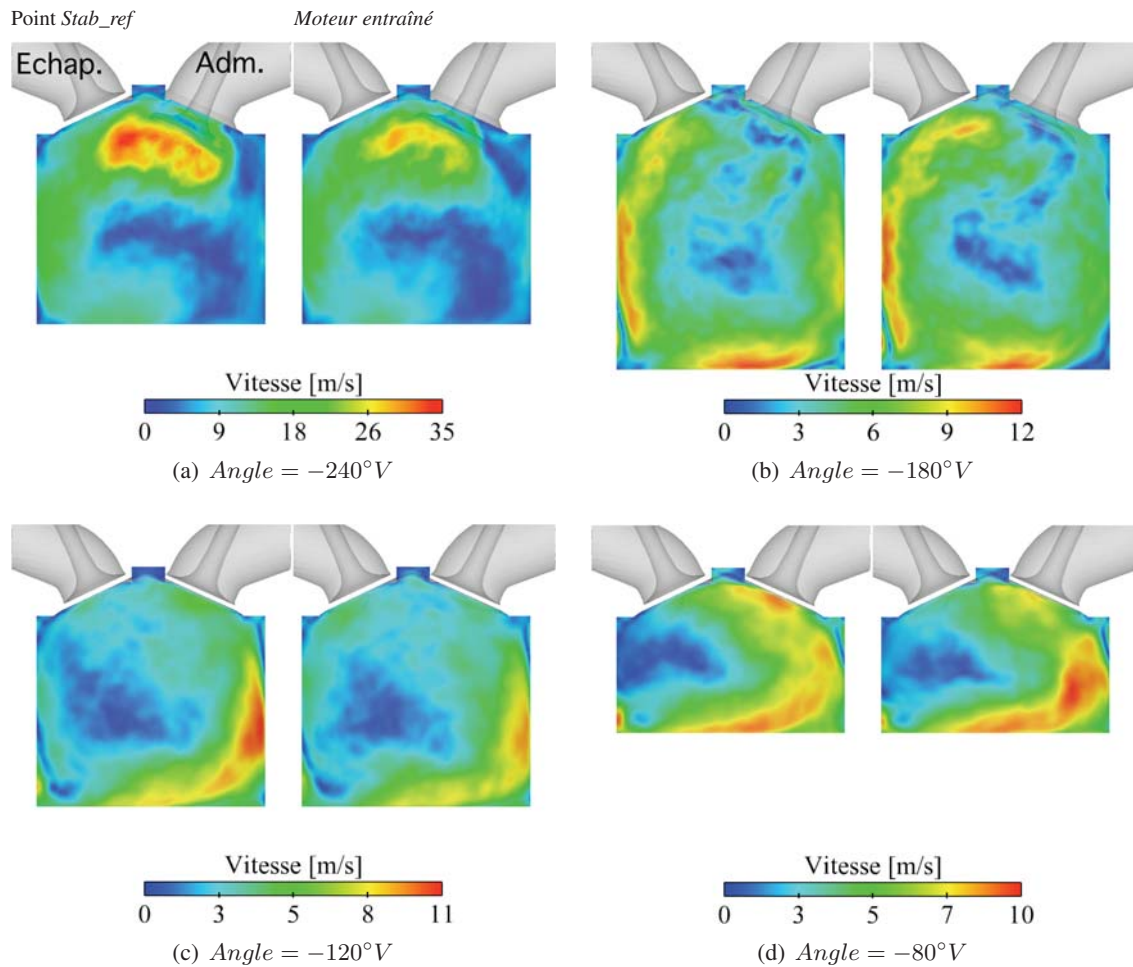 Point Stab_ref Moteur entraîné
Echap. Adm.
Vitesse [m/s]
0 9 18 26 35
(a) Angle = −240°V
Vitesse [m/s]
0 3 6 9 12
(b) Angle = −180°V
Vitesse [m/s]
0 3 5 8 11
(c) Angle = −120°V
Vitesse [m/s]
0 3 5 7 10
(d) Angle = −80°V